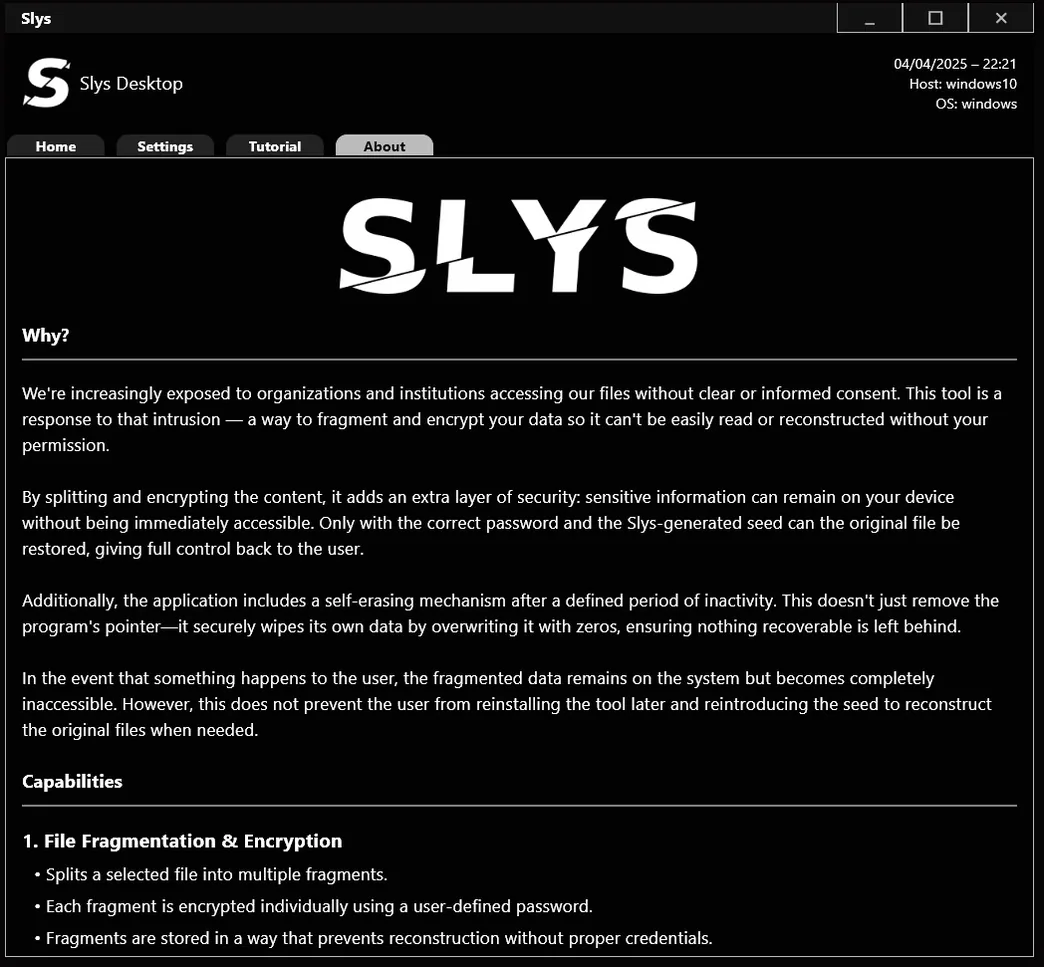 Slys
Slys Desktop
04/04/2025 – 22:21
Host: windows10
OS: windows
Home
Settings
Tutorial
About
SLYS
Why?
We're increasingly exposed to organizations and institutions accessing our files without clear or informed consent. This tool is a
response to that intrusion — a way to fragment and encrypt your data so it can't be easily read or reconstructed without your
permission.
By splitting and encrypting the content, it adds an extra layer of security: sensitive information can remain on your device
without being immediately accessible. Only with the correct password and the Slys-generated seed can the original file be
restored, giving full control back to the user.
Additionally, the application includes a self-erasing mechanism after a defined period of inactivity. This doesn't just remove the
program's pointer—it securely wipes its own data by overwriting it with zeros, ensuring nothing recoverable is left behind.
In the event that something happens to the user, the fragmented data remains on the system but becomes completely
inaccessible. However, this does not prevent the user from reinstalling the tool later and reintroducing the seed to reconstruct
the original files when needed.
Capabilities
1. File Fragmentation & Encryption
• Splits a selected file into multiple fragments.
• Each fragment is encrypted individually using a user-defined password.
• Fragments are stored in a way that prevents reconstruction without proper credentials.